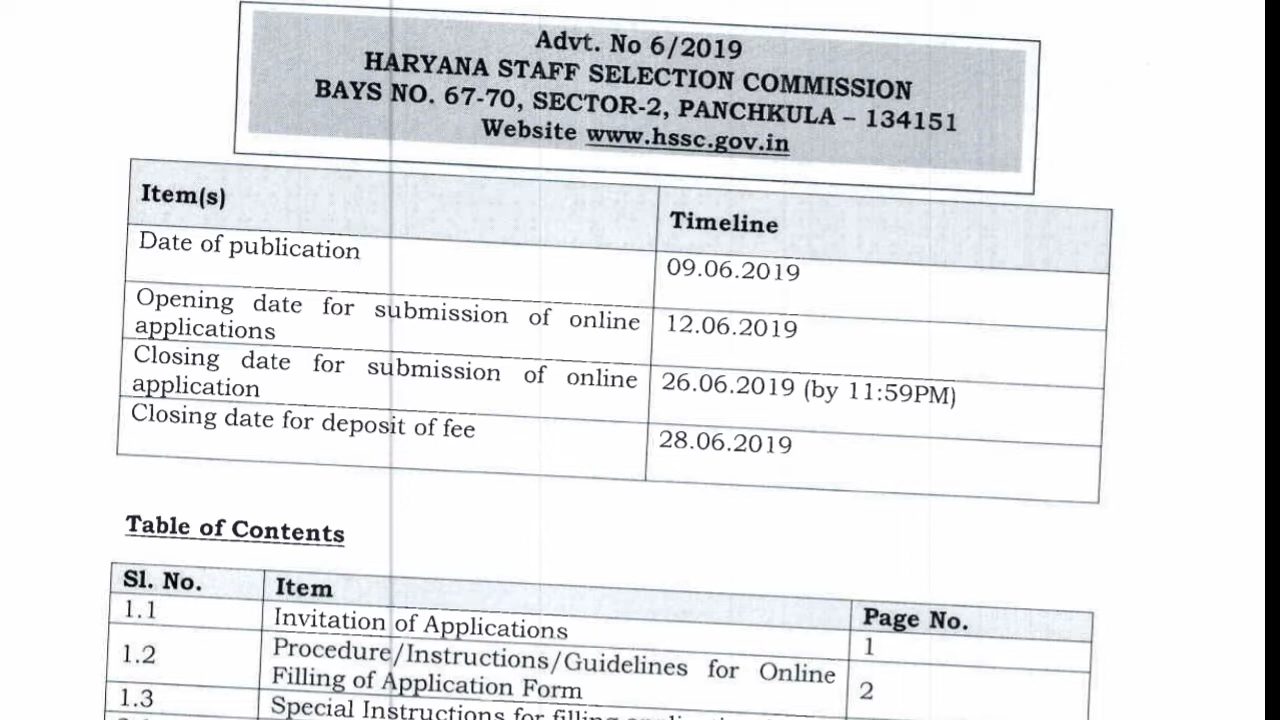 Advt. No 6/2019
HARYANA STAFF SELECTION COMMISSION
BAYS NO. 67-70, SECTOR-2, PANCHKULA – 134151
Website www.hssc.gov.in
Item(s)
Timeline
Date of publication
09.06.2019
Opening date for submission of online
applications
12.06.2019
Closing date for submission of online
application
26.06.2019 (by 11:59PM)
Closing date for deposit of fee
28.06.2019
Table of Contents
Sl. No.
Item
Page No.
1.1
Invitation of Applications
1
1.2
Procedure/Instructions/Guidelines for Online
Filling of Application Form
2
1.3
Special Instructions for filling